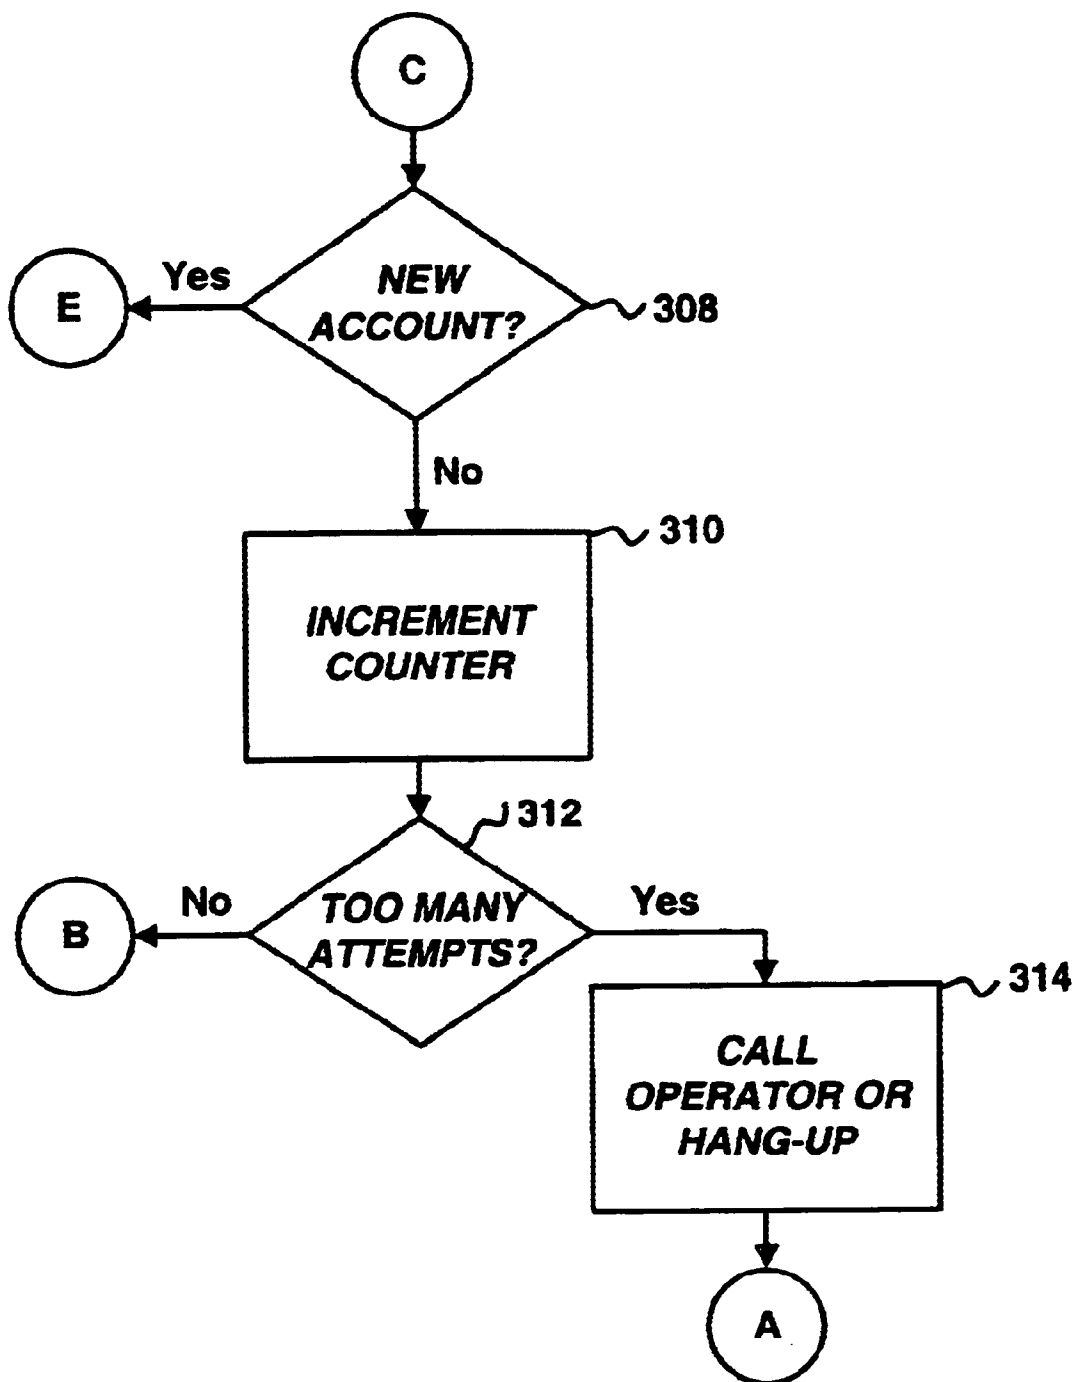 C
NEW
ACCOUNT?
308
Yes
E
No
310
INCREMENT
COUNTER
312
TOO MANY
ATTEMPTS?
No
B
Yes
314
CALL
OPERATOR OR
HANG-UP
A